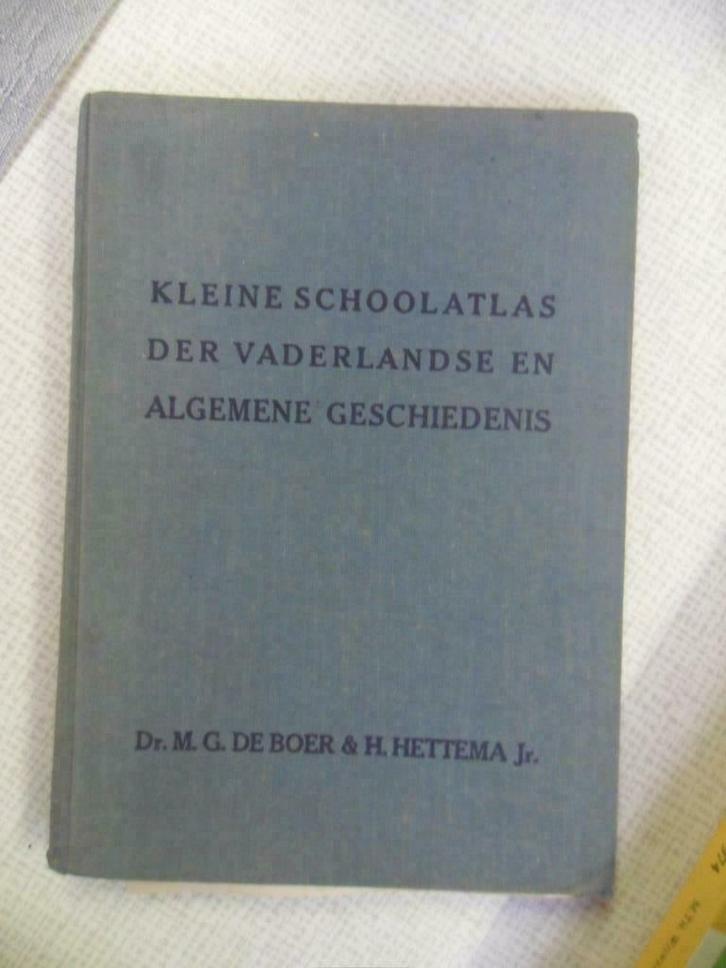 KLEINE SCHOOLATLAS
DER VADERLANDSE EN
ALGEMENE GESCHIEDENIS
Dr. M. G. DE BOER & H. HETTEMA Jr.